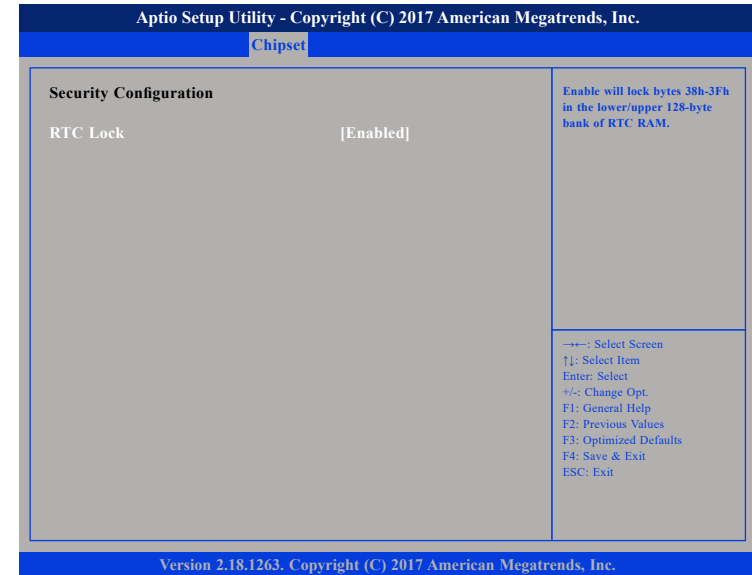 Aptio Setup Utility - Copyright (C) 2017 American Megatrends, Inc.
Chipset
Security Configuration
RTC Lock [Enabled]
Enable will lock bytes 38h-3Fh
in the lower/upper 128-byte
bank of RTC RAM.
→←: Select Screen
↑↓: Select Item
Enter: Select
+/-: Change Opt.
F1: General Help
F2: Previous Values
F3: Optimized Defaults
F4: Save & Exit
ESC: Exit
Version 2.18.1263. Copyright (C) 2017 American Megatrends, Inc.